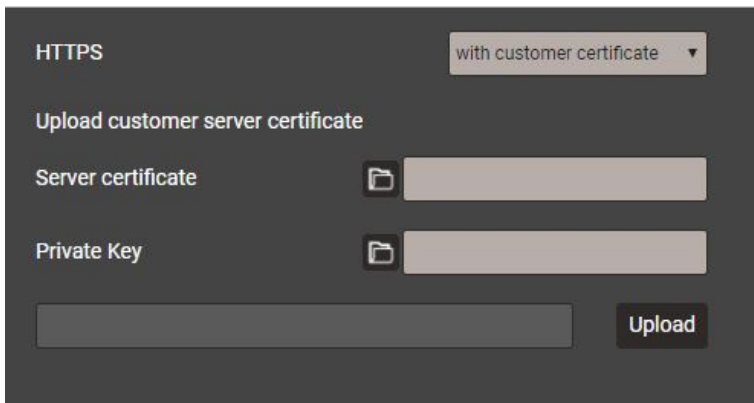 HTTPS with customer certificate
Upload customer server certificate
Server certificate
Private Key
Upload